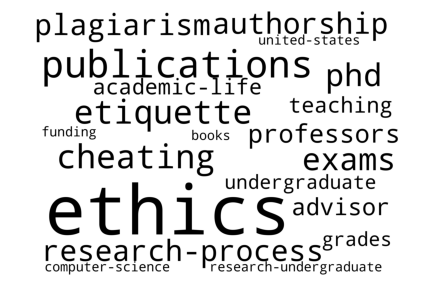 plagiarism authorship
united-states
publications phd
academic-life
etiquette teaching
funding books professors
cheating exams
undergraduate
ethics advisor
research-process grades
computer-science research-undergraduate